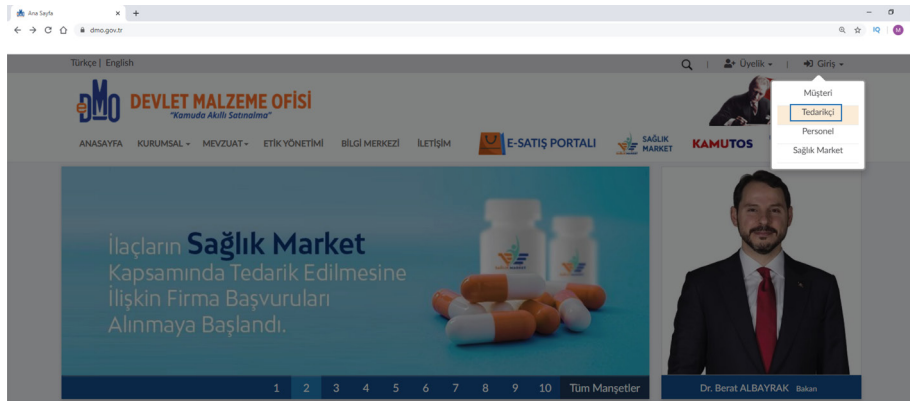 Ana Sayfa
dmo.gov.tr
IQ
M
Türkçe | English
Üyelik
Giriş
DMO DEVLET MALZEME OFİSİ
"Kamuda Akıllı Satınalma"
Müşteri
Tedarikçi
Personel
Sağlık Market
ANASAYFA KURUMSAL MEVZUAT ETİK YÖNETİMİ BİLGİ MERKEZİ İLETİŞİM E-SATIŞ PORTALI SAĞLIK MARKET KAMUTOS
İlaçların Sağlık Market
Kapsamında Tedarik Edilmesine
İlişkin Firma Başvuruları
Alınmaya Başlandı.
1 2 3 4 5 6 7 8 9 10 Tüm Manşetler
Dr. Berat ALBAYRAK Bakan